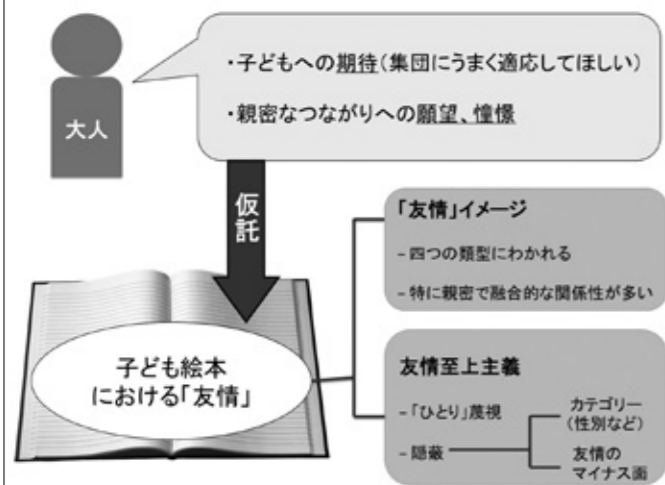 大人
・子どもへの期待(集団にうまく適応してほしい)
・親密なつながりへの願望、憧憬
仮託
子ども絵本
における「友情」
「友情」イメージ
- 四つの類型にわかれる
- 特に親密で融合的な関係性が多い
友情至上主義
- 「ひとり」蔑視
- 隠蔽
カテゴリー
(性別など)
友情の
マイナス面